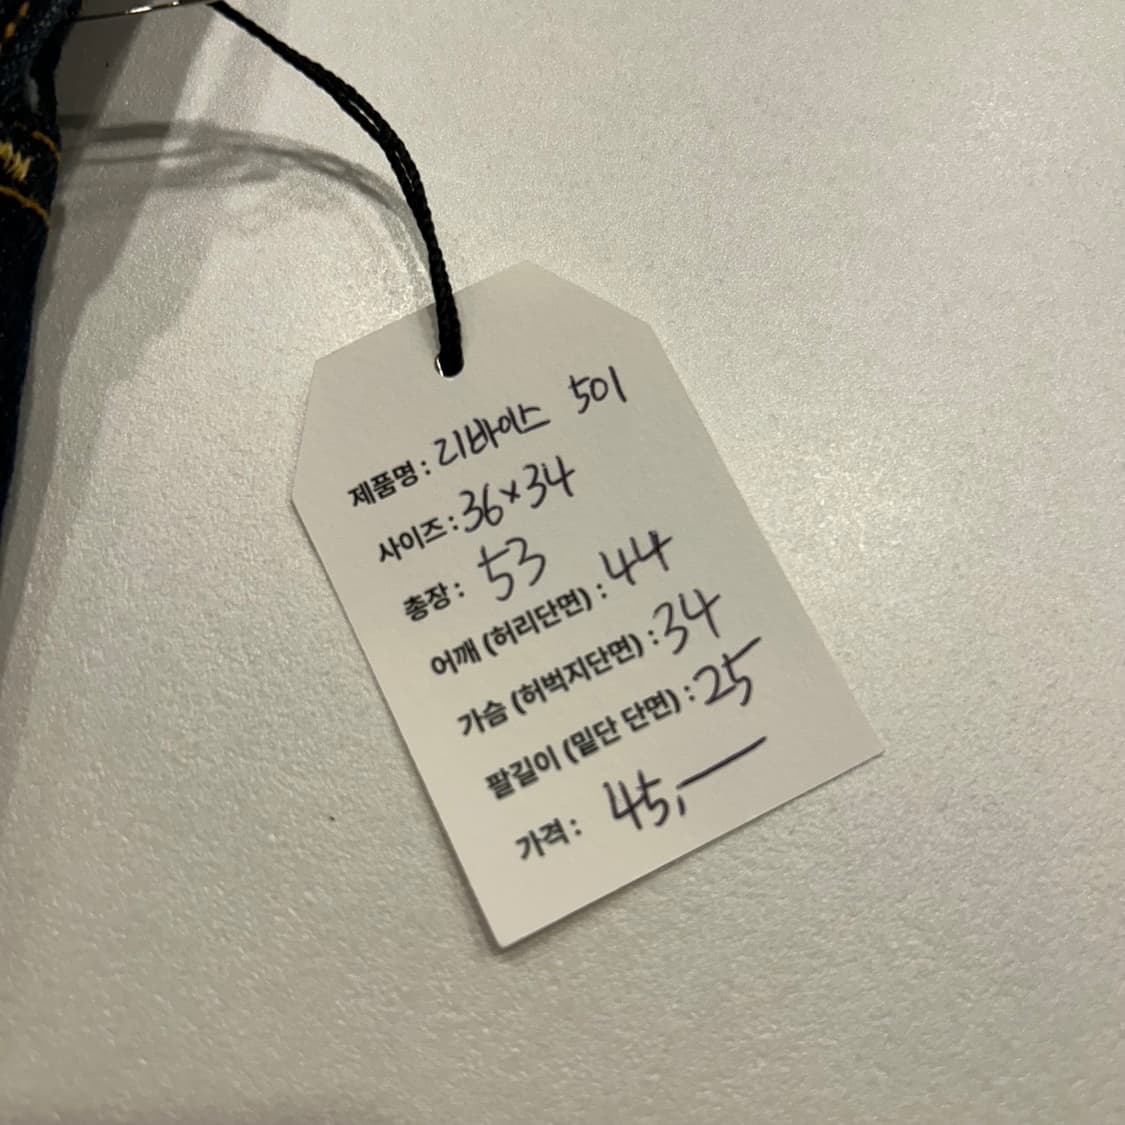 제품명 : 리바이스 501
사이즈 : 36x34
총장 : 53
어깨 (허리단면) : 44
가슴 (허벅지단면) : 34
팔길이 (밑단 단면) : 25
가격 : 45,—